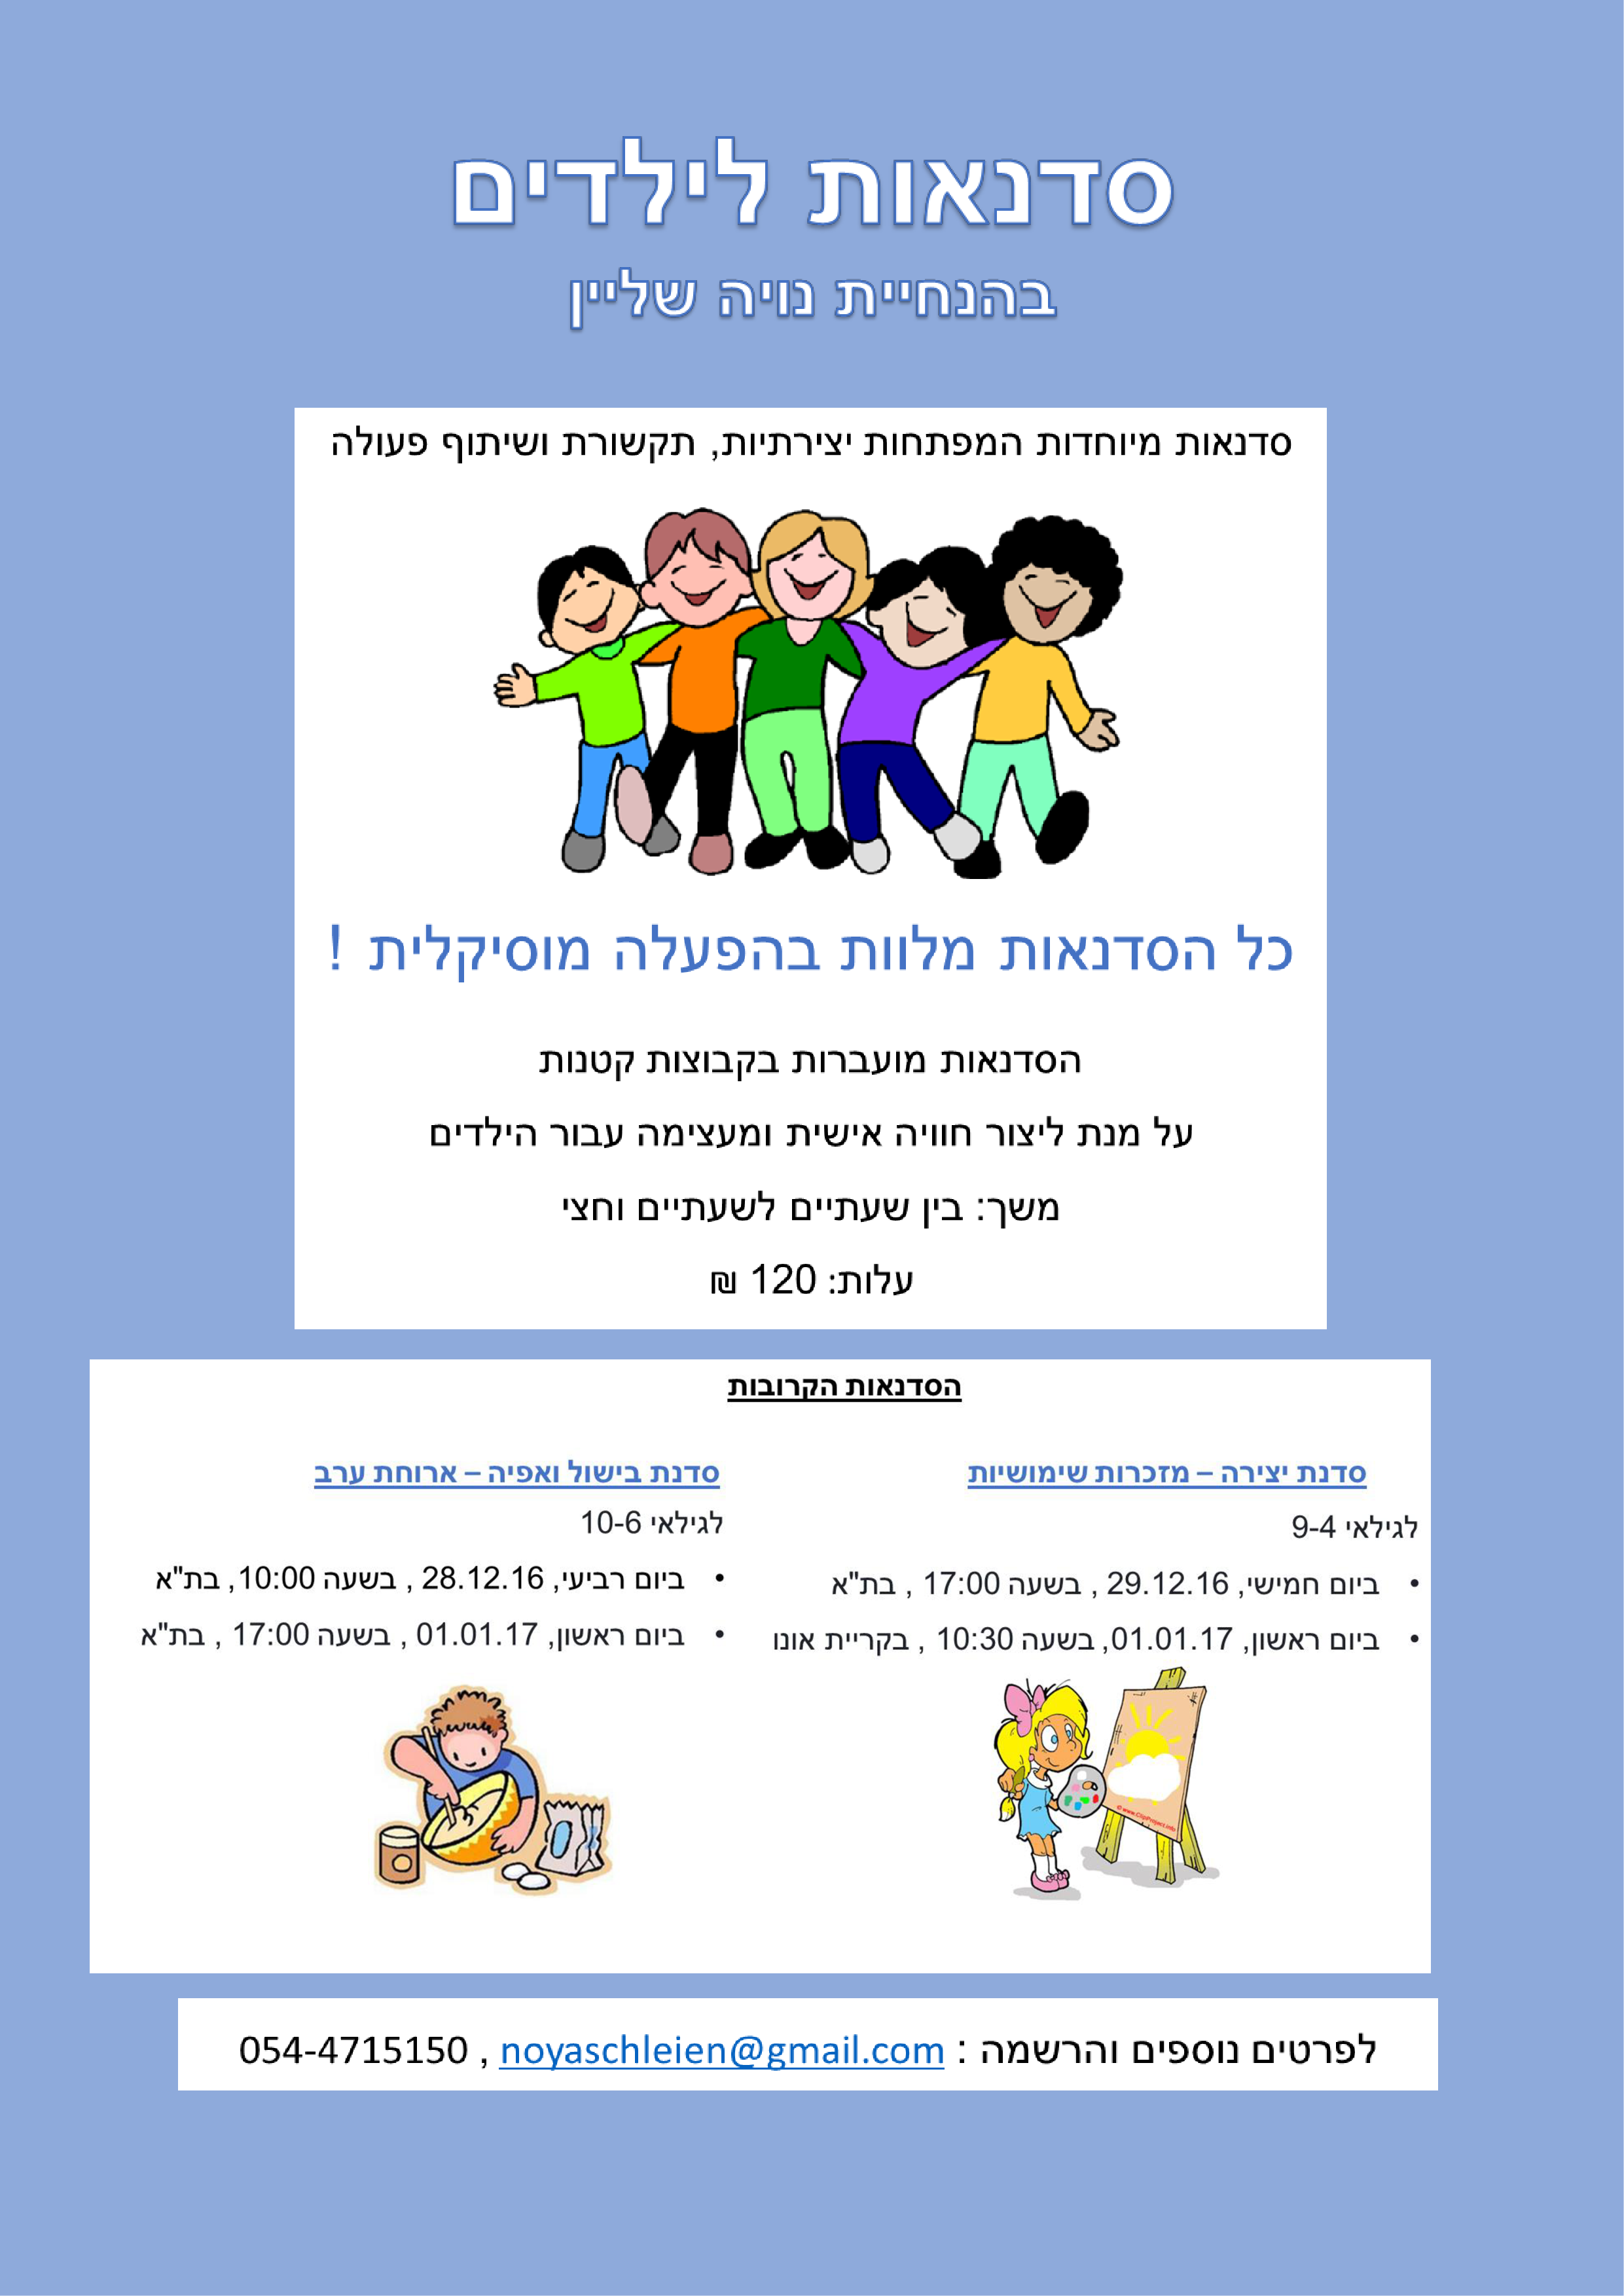 סדנאות לילדים
בהנחיית נויה שליין
סדנאות מיוחדות המפתחות יצירתיות, תקשורת ושיתוף פעולה
כל הסדנאות מלוות בהפעלה מוסיקלית !
הסדנאות מועברות בקבוצות קטנות
על מנת ליצור חוויה אישית ומעצימה עבור הילדים
משך: בין שעתיים לשעתיים וחצי
עלות: 120 ₪
הסדנאות הקרובות
סדנת יצירה – מזכרות שימושיות
לגילאי 9-4
• ביום חמישי, 29.12.16 , בשעה 17:00 , בת"א
• ביום ראשון, 01.01.17, בשעה 10:30 , בקריית אונו
סדנת בישול ואפיה – ארוחת ערב
לגילאי 10-6
• ביום רביעי, 28.12.16 , בשעה 10:00, בת"א
• ביום ראשון, 01.01.17 , בשעה 17:00 , בת"א
לפרטים נוספים והרשמה : noyaschleien@gmail.com , 054-4715150